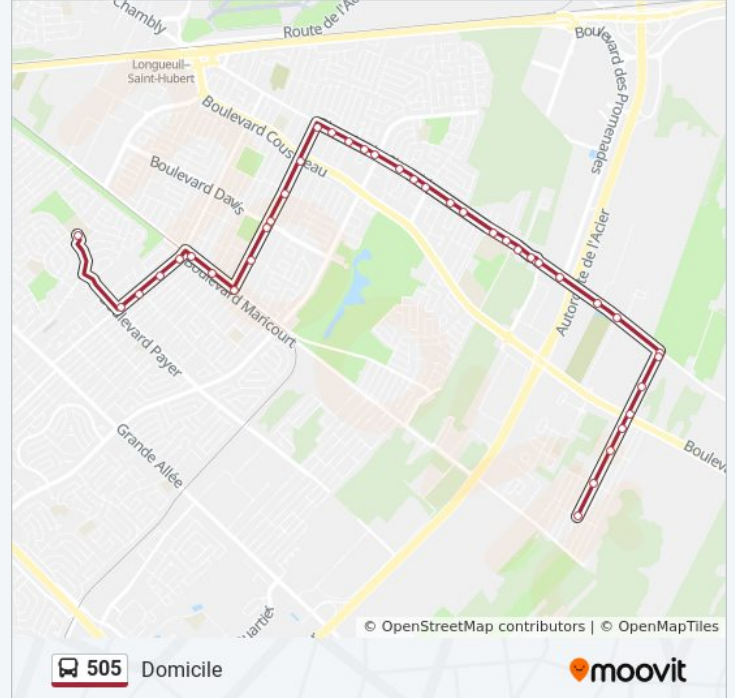 Chambly
Route de l'A
Boulevard des Promenades
Longueuil–
Saint-Hubert
Boulevard Cousineau
Boulevard Davis
Autoroute de l'Acier
Boulevard Maricourt
Boulevard Payer
Grande Allée
Boulev
uartier
© OpenStreetMap contributors | © OpenMapTiles
505 Domicile
moovit